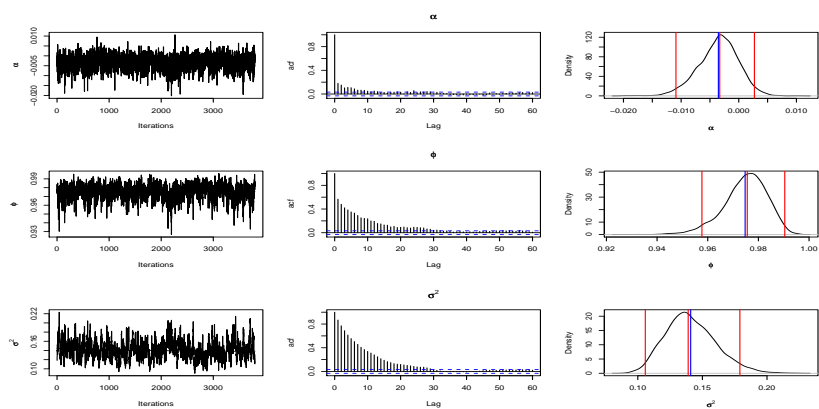 α
0.010
−0.005
−0.020
α
0 1000 2000 3000
Iterations
0.0 0.4 0.8
acf
0 10 20 30 40 50 60
Lag
0 40 80 120
Density
−0.020 −0.010 0.000 0.010
α
ϕ
0.99
0.96
0.93
ϕ
0 1000 2000 3000
Iterations
0.0 0.4 0.8
acf
0 10 20 30 40 50 60
Lag
0 10 30 50
Density
0.92 0.94 0.96 0.98 1.00
ϕ
σ²
0.22
0.16
0.10
σ²
0 1000 2000 3000
Iterations
0.0 0.4 0.8
acf
0 10 20 30 40 50 60
Lag
0 5 10 15 20
Density
0.10 0.15 0.20
σ²